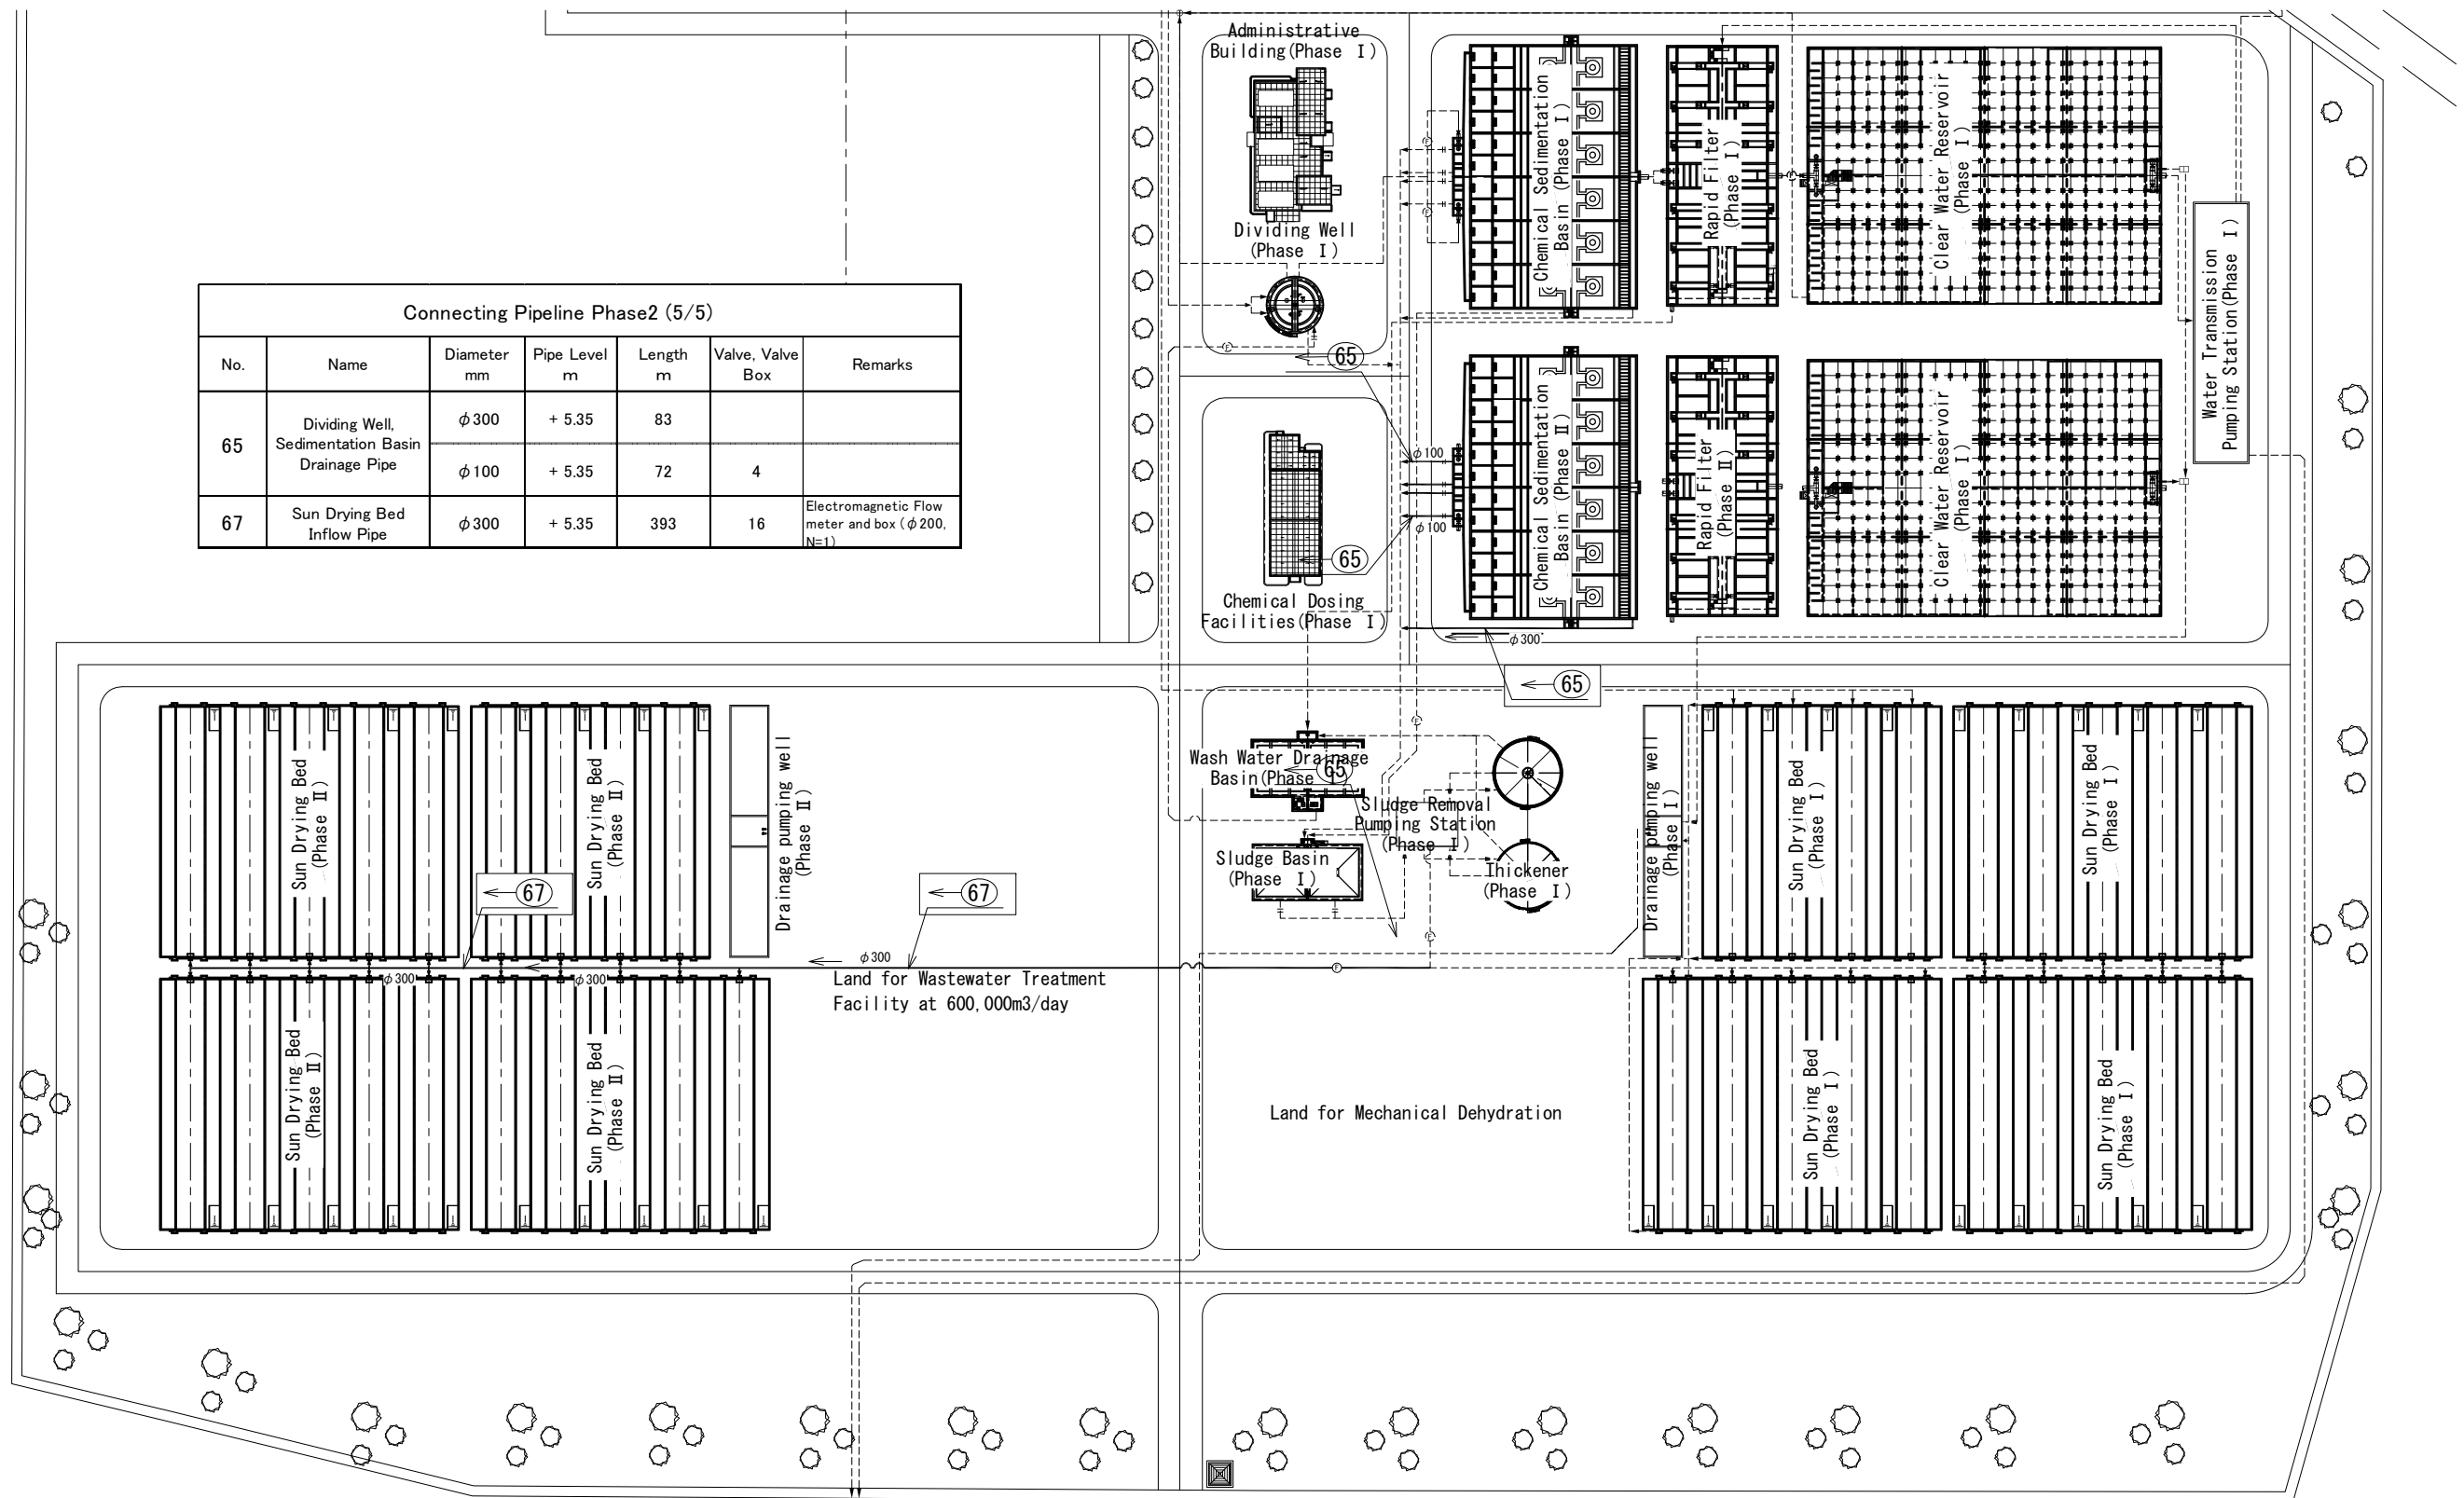 Administrative
Building(Phase Ⅰ)
Dividing Well
(Phase Ⅰ)
Chemical Sedimentation
Basin (Phase Ⅰ)
Rapid Filter
(Phase Ⅰ)
Clear Water Reservoir
(Phase Ⅰ)
Water Transmission
Pumping Station(Phase Ⅰ)
Connecting Pipeline Phase2 (5/5)
No.
Name
Diameter
mm
Pipe Level
m
Length
m
Valve, Valve
Box
Remarks
65
Dividing Well,
Sedimentation Basin
Drainage Pipe
φ300
+ 5.35
83
φ100
+ 5.35
72
4
67
Sun Drying Bed
Inflow Pipe
φ300
+ 5.35
393
16
Electromagnetic Flow
meter and box (φ200,
N=1)
65
φ100
φ100
65
Chemical Sedimentation
Basin (Phase Ⅱ)
Rapid Filter
(Phase Ⅱ)
Clear Water Reservoir
(Phase Ⅰ)
Chemical Dosing
Facilities(Phase Ⅰ)
φ300
65
Sun Drying Bed
(Phase Ⅱ)
Sun Drying Bed
(Phase Ⅱ)
Drainage pumping well
(Phase Ⅱ)
Wash Water Drainage
Basin(Phase Ⅰ)
65
Sludge Removal
Pumping Station
(Phase Ⅰ)
Sludge Basin
(Phase Ⅰ)
Thickener
(Phase Ⅰ)
Drainage pumping well
(Phase Ⅰ)
Sun Drying Bed
(Phase Ⅰ)
Sun Drying Bed
(Phase Ⅰ)
67
67
φ300
φ300
φ300
Land for Wastewater Treatment
Facility at 600,000m3/day
Sun Drying Bed
(Phase Ⅱ)
Sun Drying Bed
(Phase Ⅱ)
Land for Mechanical Dehydration
Sun Drying Bed
(Phase Ⅰ)
Sun Drying Bed
(Phase Ⅰ)